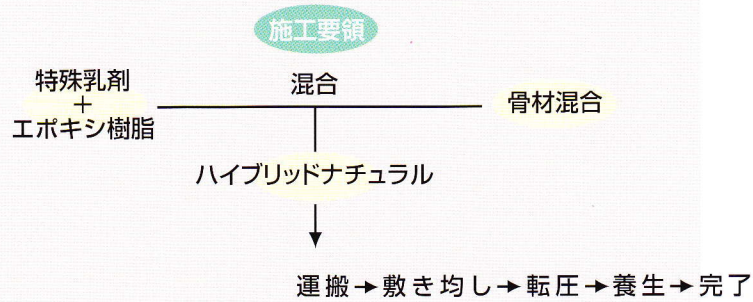 施工要領
特殊乳剤
＋
エポキシ樹脂
混合
骨材混合
ハイブリッドナチュラル
運搬→敷き均し→転圧→養生→完了